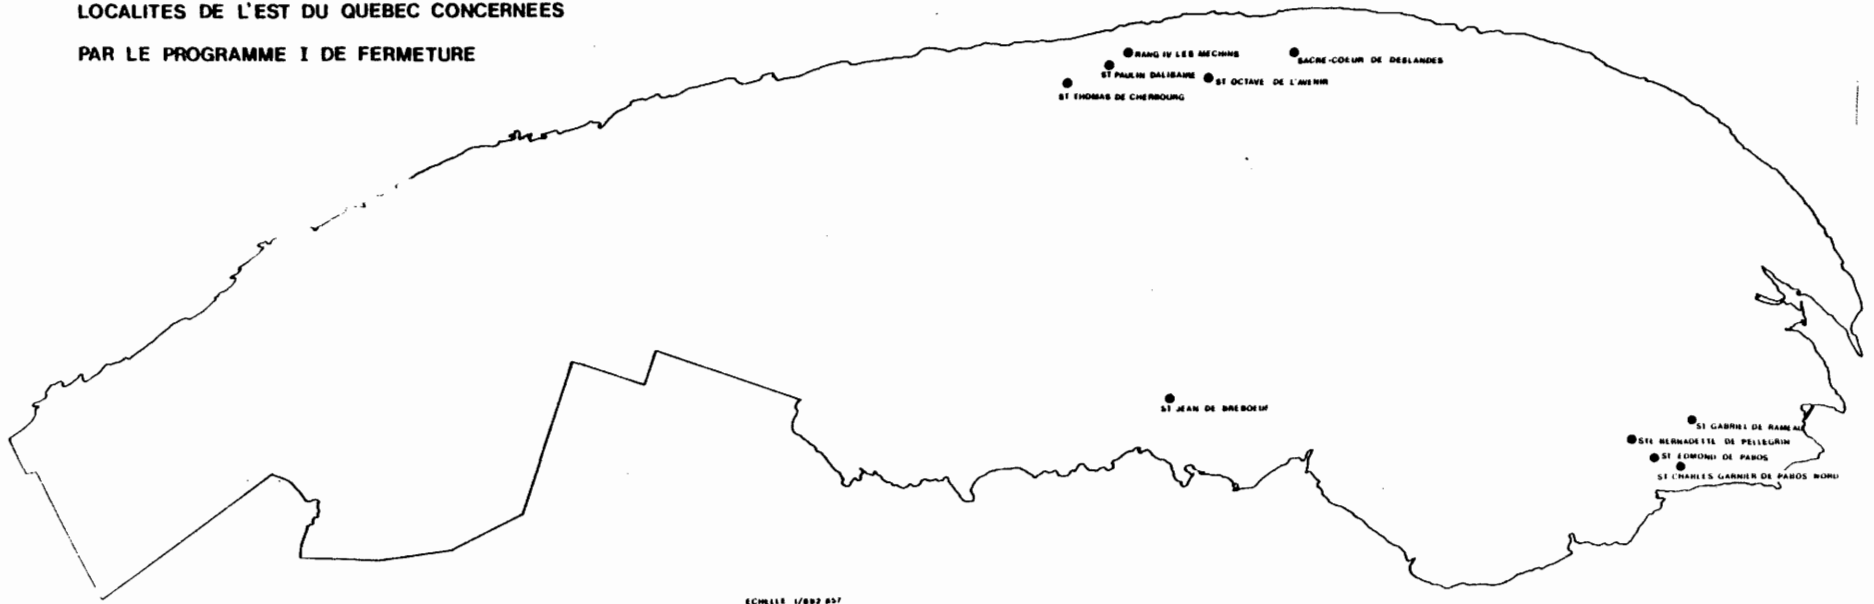 LOCALITES DE L'EST DU QUEBEC CONCERNEES
PAR LE PROGRAMME I DE FERMETURE
RANG IV LES MECHINS
SACRE-COEUR DE DESLANDES
ST PAULIN DALIBAIRE
ST OCTAVE DE L'AVENIR
ST THOMAS DE CHERBOURG
ST JEAN DE BREBOEUF
ST GABRIEL DE RAMEAU
STE BERNADETTE DE PELLEGRIN
ST EDMOND DE PABOS
ST CHARLES GARNIER DE PABOS NORD
ECHELLE